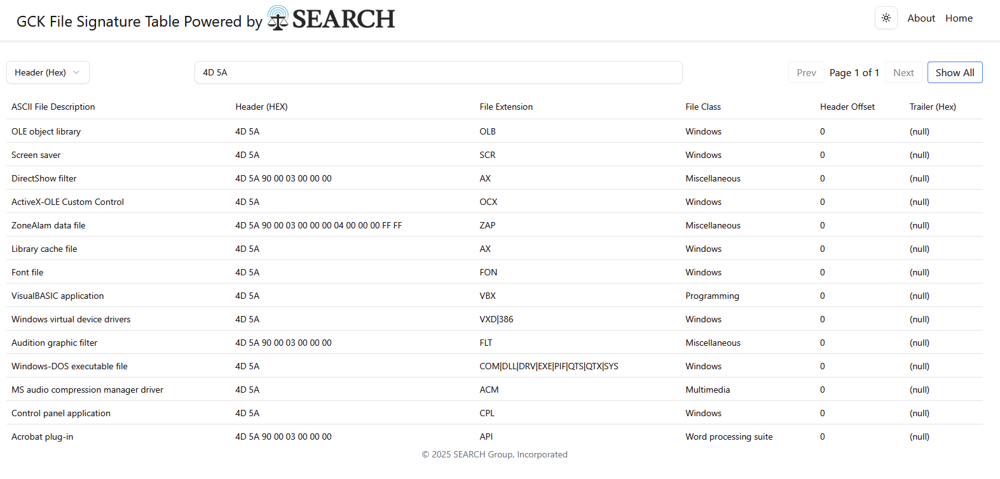 GCK File Signature Table Powered by SEARCH About Home
Header (Hex) 4D 5A Prev Page 1 of 1 Next Show All
ASCII File Description Header (HEX) File Extension File Class Header Offset Trailer (Hex)
OLE object library 4D 5A OLB Windows 0 (null)
Screen saver 4D 5A SCR Windows 0 (null)
DirectShow filter 4D 5A 90 00 03 00 00 00 AX Miscellaneous 0 (null)
ActiveX-OLE Custom Control 4D 5A OCX Windows 0 (null)
ZoneAlam data file 4D 5A 90 00 03 00 00 00 04 00 00 00 FF FF ZAP Miscellaneous 0 (null)
Library cache file 4D 5A AX Windows 0 (null)
Font file 4D 5A FON Windows 0 (null)
VisualBASIC application 4D 5A VBX Programming 0 (null)
Windows virtual device drivers 4D 5A VXD|386 Windows 0 (null)
Audition graphic filter 4D 5A 90 00 03 00 00 00 FLT Miscellaneous 0 (null)
Windows-DOS executable file 4D 5A COM|DLL|DRV|EXE|PIF|QTS|QTX|SYS Windows 0 (null)
MS audio compression manager driver 4D 5A ACM Multimedia 0 (null)
Control panel application 4D 5A CPL Windows 0 (null)
Acrobat plug-in 4D 5A 90 00 03 00 00 00 API Word processing suite 0 (null)
© 2025 SEARCH Group, Incorporated